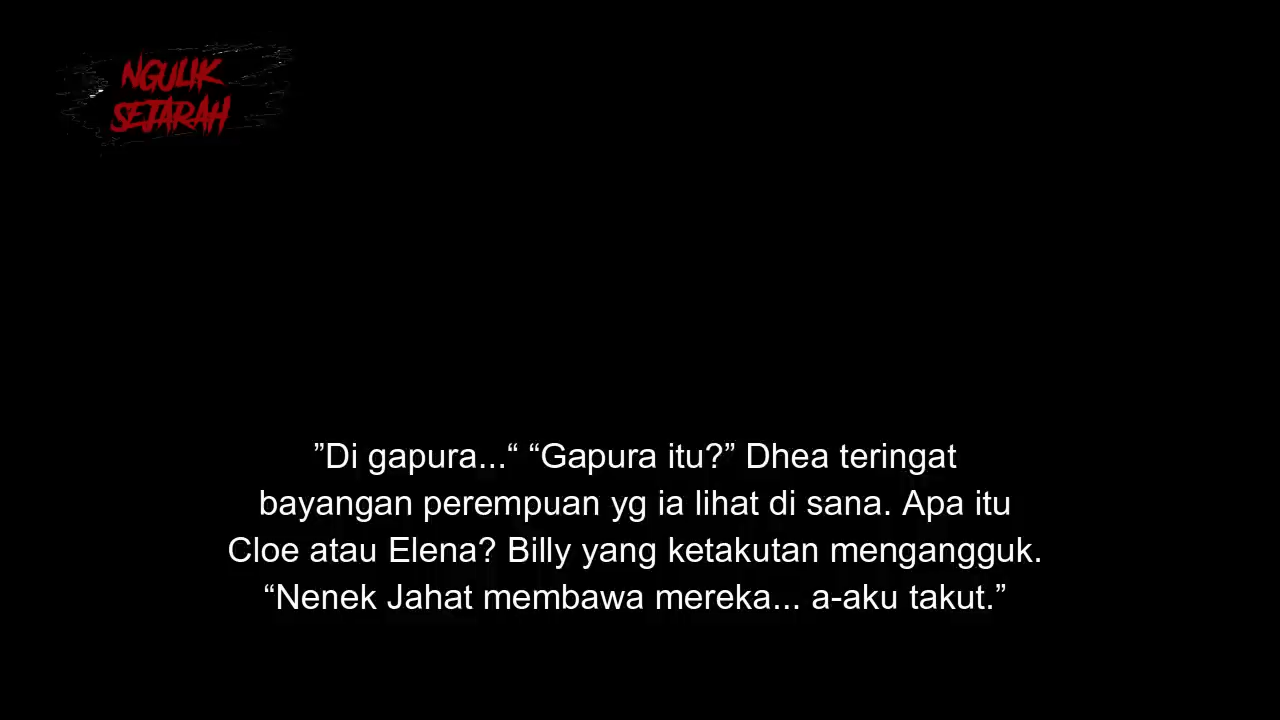 NGULIK
SEJARAH
”Di gapura...“ “Gapura itu?” Dhea teringat
bayangan perempuan yg ia lihat di sana. Apa itu
Cloe atau Elena? Billy yang ketakutan mengangguk.
“Nenek Jahat membawa mereka... a-aku takut.”